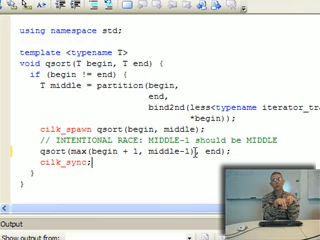 using namespace std;
template <typename T>
void qsort(T begin, T end) {
if (begin != end) {
T middle = partition(begin,
end,
bind2nd(less<typename iterator_tra
*begin));
cilk_spawn qsort(begin, middle);
// INTENTIONAL RACE: MIDDLE-1 should be MIDDLE
qsort(max(begin + 1, middle-1), end);
cilk_sync;
}
}
Output
Show output from: